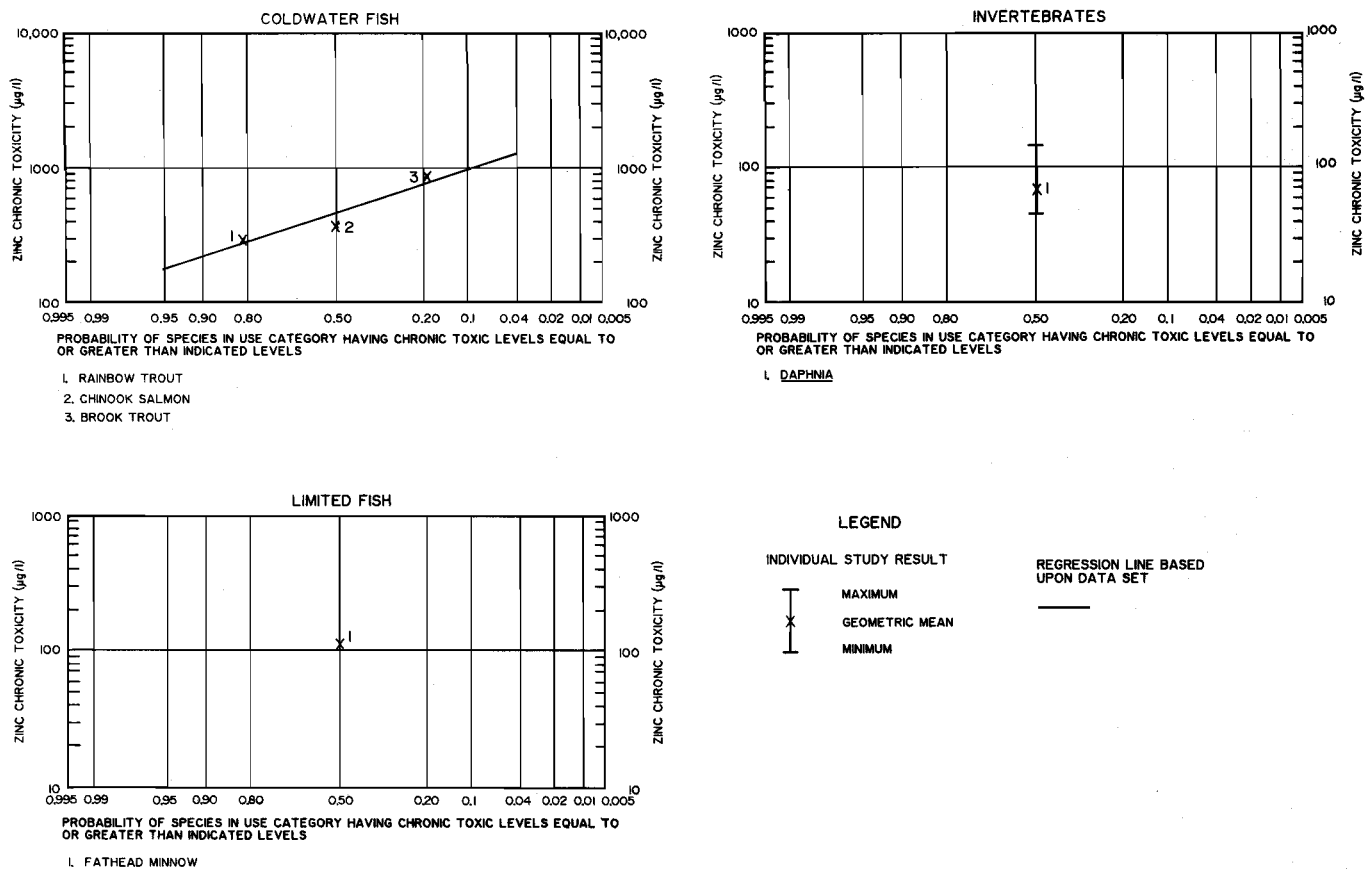 COLDWATER FISH
10,000
10,000
ZINC CHRONIC TOXICITY (µg/l)
ZINC CHRONIC TOXICITY (µg/l)
1000
1000
1
2
3
100
100
0.995 0.99 0.95 0.90 0.80 0.50 0.20 0.1 0.04 0.02 0.01 0.005
PROBABILITY OF SPECIES IN USE CATEGORY HAVING CHRONIC TOXIC LEVELS EQUAL TO
OR GREATER THAN INDICATED LEVELS
1. RAINBOW TROUT
2. CHINOOK SALMON
3. BROOK TROUT
INVERTEBRATES
1000
1000
ZINC CHRONIC TOXICITY (µg/l)
ZINC CHRONIC TOXICITY (µg/l)
100
100
1
10
10
0.995 0.99 0.95 0.90 0.80 0.50 0.20 0.1 0.04 0.02 0.01 0.005
PROBABILITY OF SPECIES IN USE CATEGORY HAVING CHRONIC TOXIC LEVELS EQUAL TO
OR GREATER THAN INDICATED LEVELS
1. DAPHNIA
LIMITED FISH
1000
1000
ZINC CHRONIC TOXICITY (µg/l)
ZINC CHRONIC TOXICITY (µg/l)
1
100
100
10
10
0.995 0.99 0.95 0.90 0.80 0.50 0.20 0.1 0.04 0.02 0.01 0.005
PROBABILITY OF SPECIES IN USE CATEGORY HAVING CHRONIC TOXIC LEVELS EQUAL TO
OR GREATER THAN INDICATED LEVELS
1. FATHEAD MINNOW
LEGEND
INDIVIDUAL STUDY RESULT
MAXIMUM
GEOMETRIC MEAN
MINIMUM
REGRESSION LINE BASED
UPON DATA SET